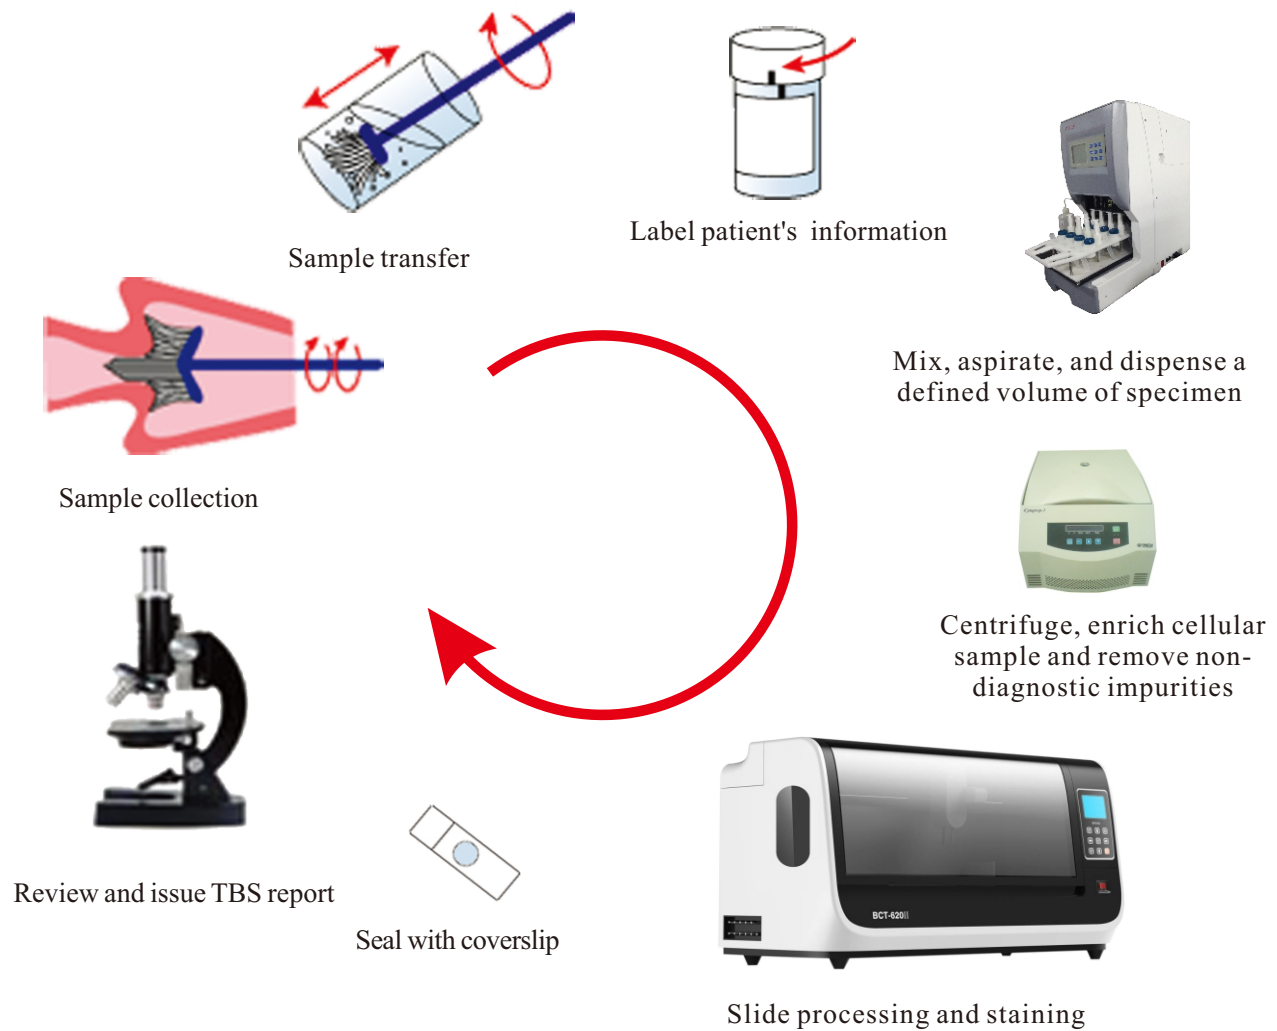 Sample transfer
Label patient's information
Mix, aspirate, and dispense a
defined volume of specimen
Sample collection
Centrifuge, enrich cellular
sample and remove non-
diagnostic impurities
Review and issue TBS report
Seal with coverslip
BCT-620II
Slide processing and staining